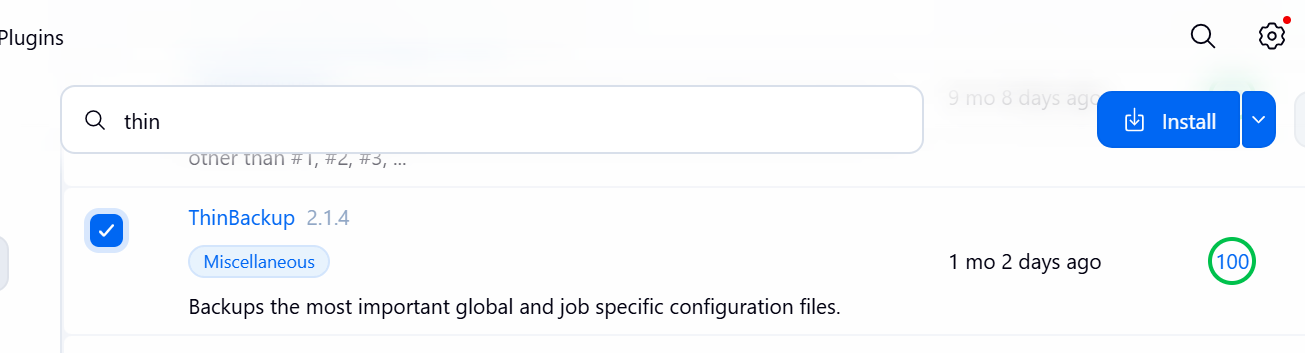 Plugins
thin
9 mo 8 days ago
Install
other than #1, #2, #3, ...
ThinBackup 2.1.4
Miscellaneous
1 mo 2 days ago
100
Backups the most important global and job specific configuration files.